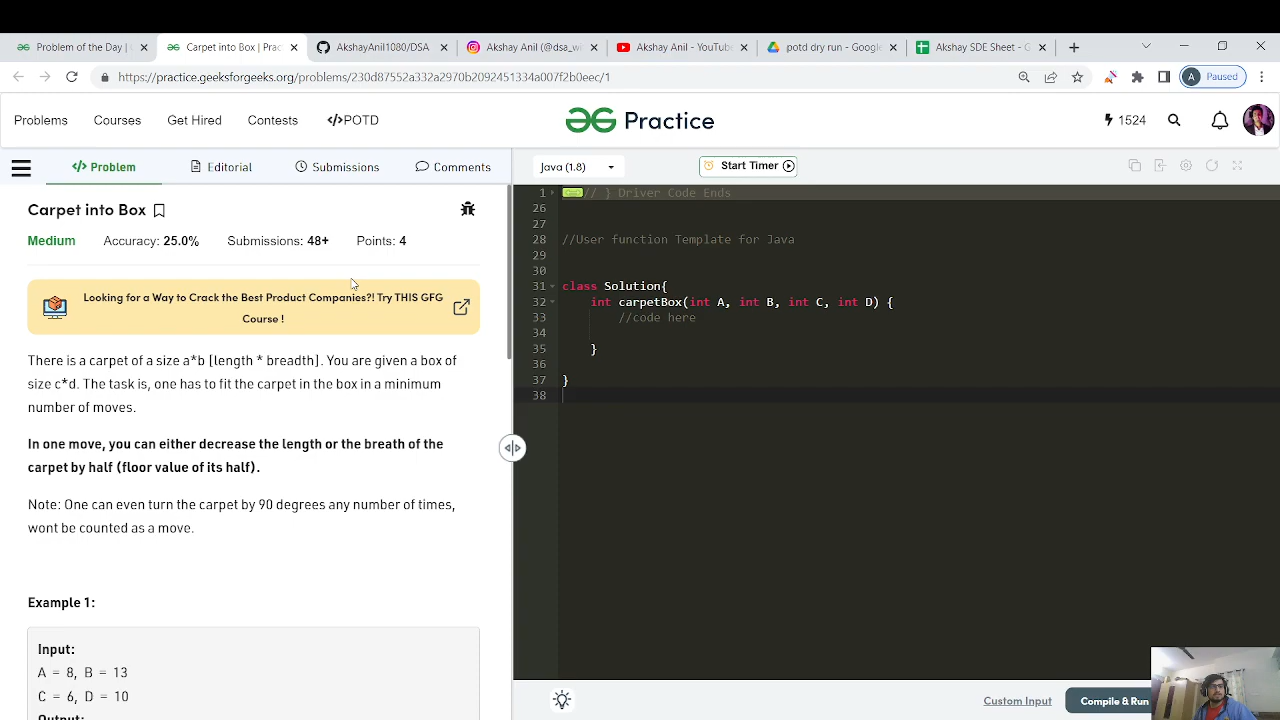 Problem of the Day |
Carpet into Box | Prac
AkshayAnil1080/DSA
Akshay Anil (@dsa_wi
Akshay Anil - YouTube
potd dry run - Google
Akshay SDE Sheet - G
https://practice.geeksforgeeks.org/problems/230d87552a332a2970b2092451334a007f2b0eec/1
A Paused
Problems
Courses
Get Hired
Contests
</>POTD
Practice
1524
</> Problem
Editorial
Submissions
Comments
Java (1.8)
Start Timer
Carpet into Box
Medium
Accuracy: 25.0%
Submissions: 48+
Points: 4
Looking for a Way to Crack the Best Product Companies?! Try THIS GFG
Course !
There is a carpet of a size a*b [length * breadth]. You are given a box of
size c*d. The task is, one has to fit the carpet in the box in a minimum
number of moves.
In one move, you can either decrease the length or the breath of the
carpet by half (floor value of its half).
Note: One can even turn the carpet by 90 degrees any number of times,
wont be counted as a move.
Example 1:
Input:
A = 8, B = 13
C = 6, D = 10
Output:
1 // } Driver Code Ends
26
27
28 //User function Template for Java
29
30
31 class Solution{
32 int carpetBox(int A, int B, int C, int D) {
33 //code here
34
35 }
36
37 }
38
Custom Input
Compile & Run